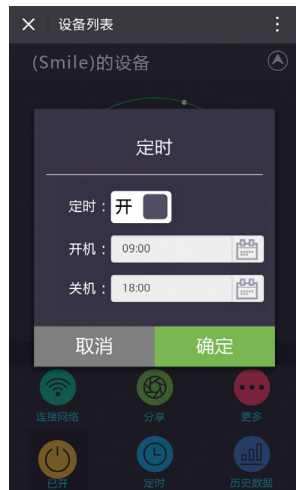 设备列表
(Smile)的设备
定时
定时：开
开机：09:00
关机：18:00
取消 确定
连接网络 分享 更多
已开 定时 历史数据